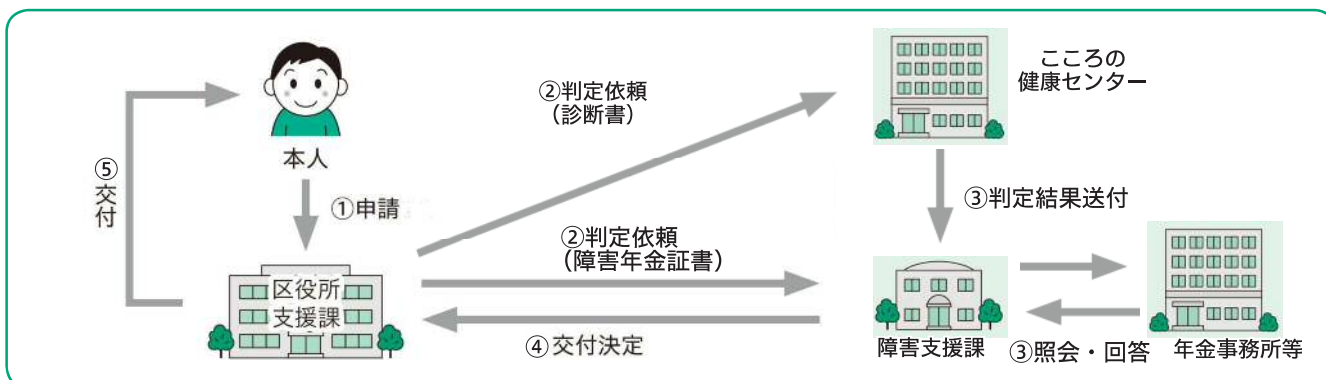 こころの
健康センター
②判定依頼
（診断書）
本人
⑤
交
付
①申請
③判定結果送付
②判定依頼
（障害年金証書）
区役所
支援課
④交付決定
障害支援課
③照会・回答
年金事務所等